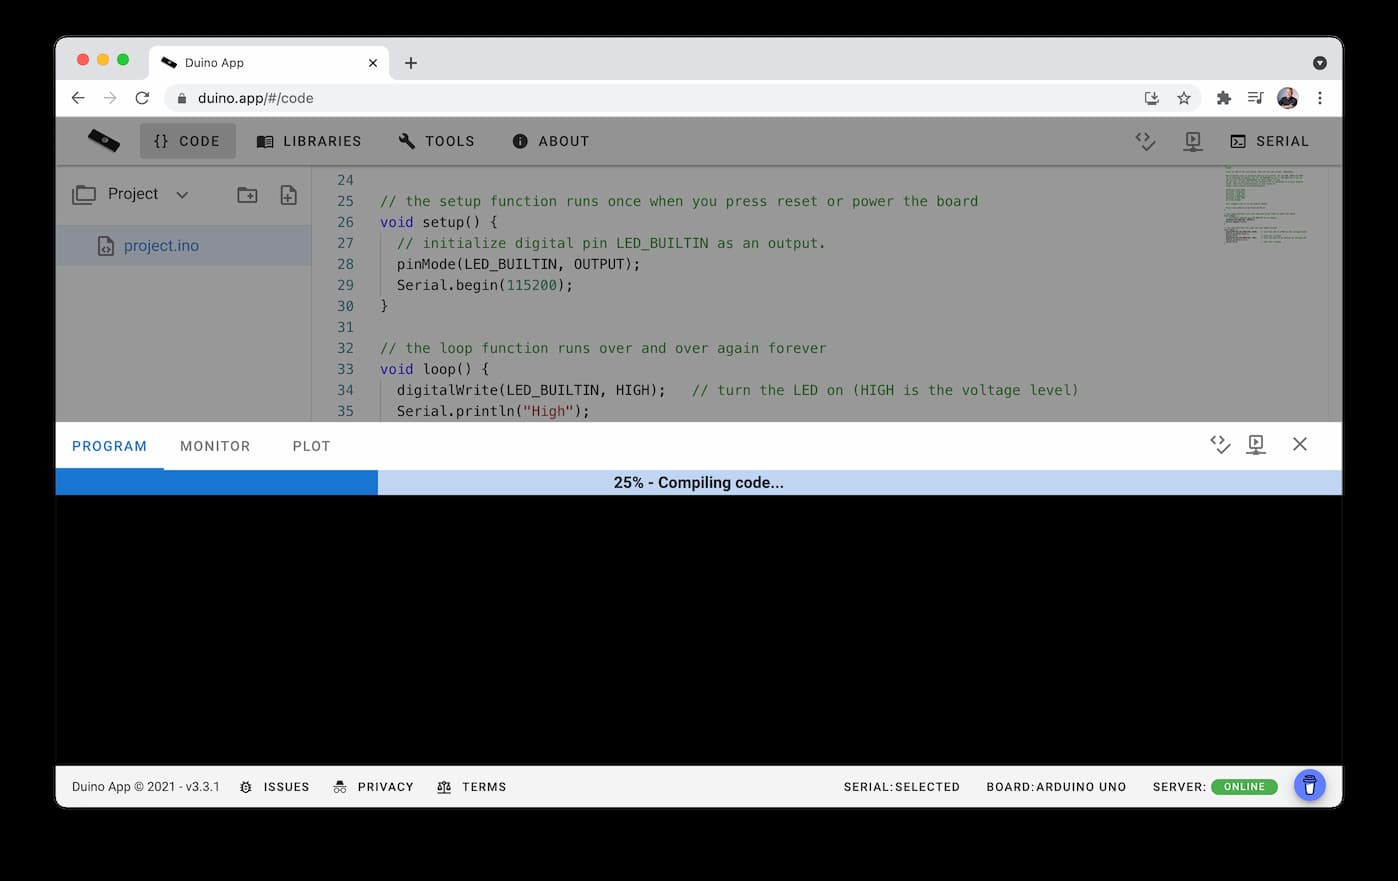 Duino App
duino.app/#/code
{} CODE
LIBRARIES
TOOLS
ABOUT
SERIAL
Project
project.ino
24
25 // the setup function runs once when you press reset or power the board
26 void setup() {
27 // initialize digital pin LED_BUILTIN as an output.
28 pinMode(LED_BUILTIN, OUTPUT);
29 Serial.begin(115200);
30 }
31
32 // the loop function runs over and over again forever
33 void loop() {
34 digitalWrite(LED_BUILTIN, HIGH); // turn the LED on (HIGH is the voltage level)
35 Serial.println("High");
PROGRAM MONITOR PLOT
25% - Compiling code...
Duino App © 2021 - v3.3.1 ISSUES PRIVACY TERMS SERIAL:SELECTED BOARD:ARDUINO UNO SERVER: ONLINE